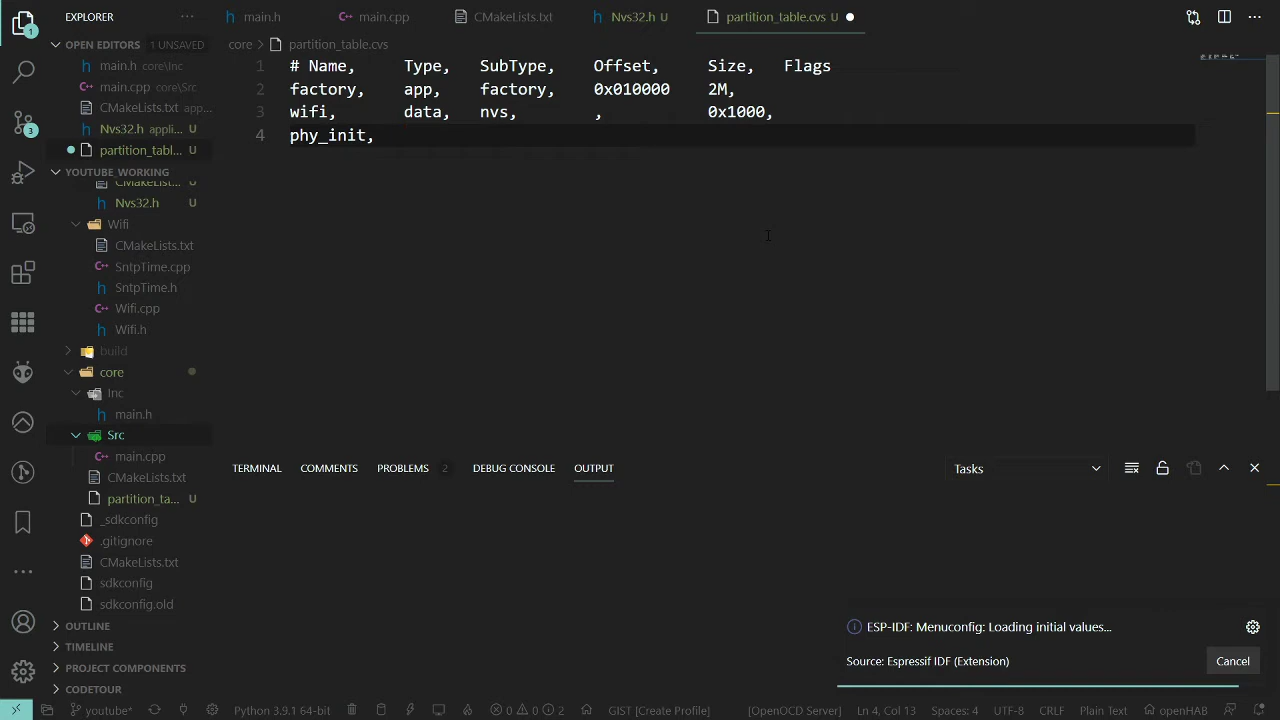 EXPLORER
main.h
main.cpp
CMakeLists.txt
Nvs32.h U
partition_table.cvs
OPEN EDITORS 1 UNSAVED
core > partition_table.cvs
main.h core\Inc
main.cpp core\Src
CMakeLists.txt app...
Nvs32.h appli... U
partition_tabl... U
1 # Name, Type, SubType, Offset, Size, Flags
2 factory, app, factory, 0x010000 2M,
3 wifi, data, nvs, , 0x1000,
4 phy_init,
YOUTUBE_WORKING
CMakeList... U
Nvs32.h U
Wifi
CMakeLists.txt
SntpTime.cpp
SntpTime.h
Wifi.cpp
Wifi.h
build
core
Inc
main.h
Src
main.cpp
CMakeLists.txt
partition_ta... U
_sdkconfig
.gitignore
CMakeLists.txt
sdkconfig
sdkconfig.old
OUTLINE
TIMELINE
PROJECT COMPONENTS
CODETOUR
1
3
TERMINAL COMMENTS PROBLEMS 2 DEBUG CONSOLE OUTPUT Tasks
ESP-IDF: Menuconfig: Loading initial values...
Source: Espressif IDF (Extension) Cancel
youtube* Python 3.9.1 64-bit 0 0 2 GIST [Create Profile] [OpenOCD Server] Ln 4, Col 13 Spaces: 4 UTF-8 CRLF Plain Text openHAB